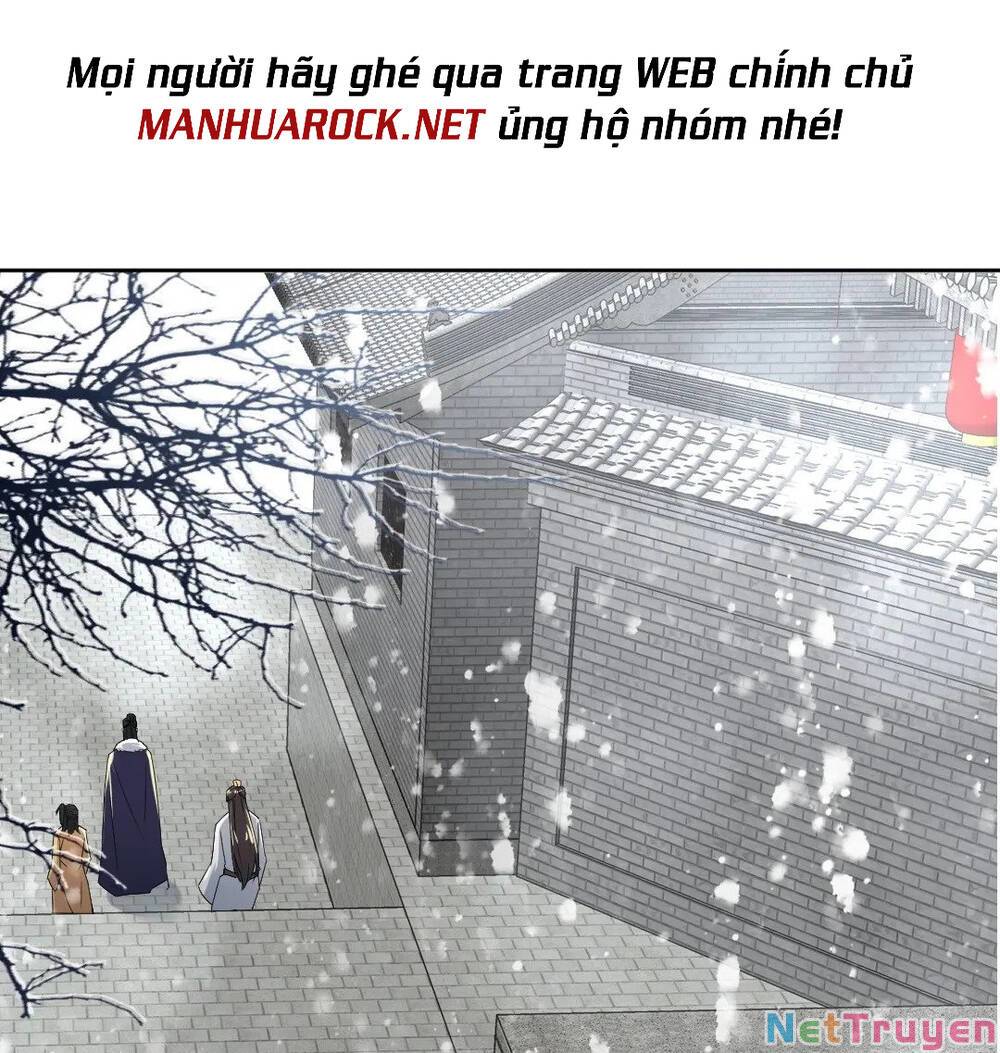 Mọi người hãy ghé qua trang WEB chính chủ
MANHUAROCK.NET ủng hộ nhóm nhé!
NetTruyen